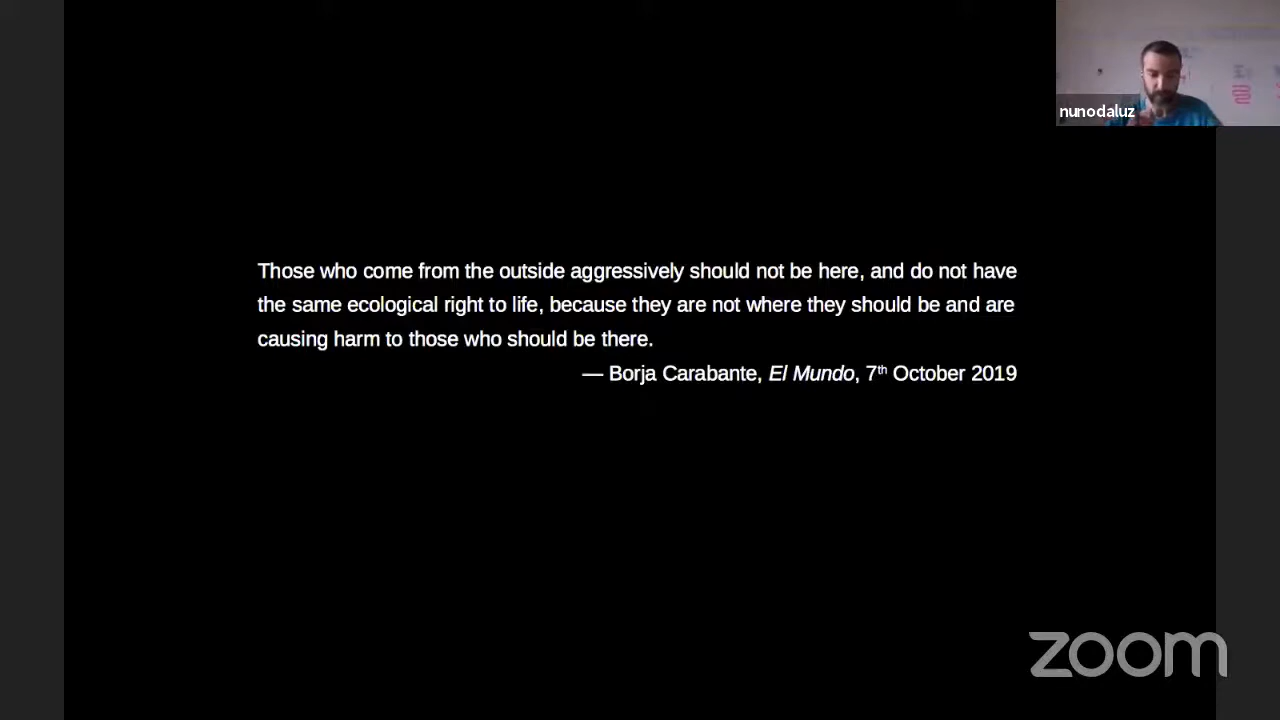 nunodaluz
Those who come from the outside aggressively should not be here, and do not have
the same ecological right to life, because they are not where they should be and are
causing harm to those who should be there.
— Borja Carabante, El Mundo, 7th October 2019
zoom